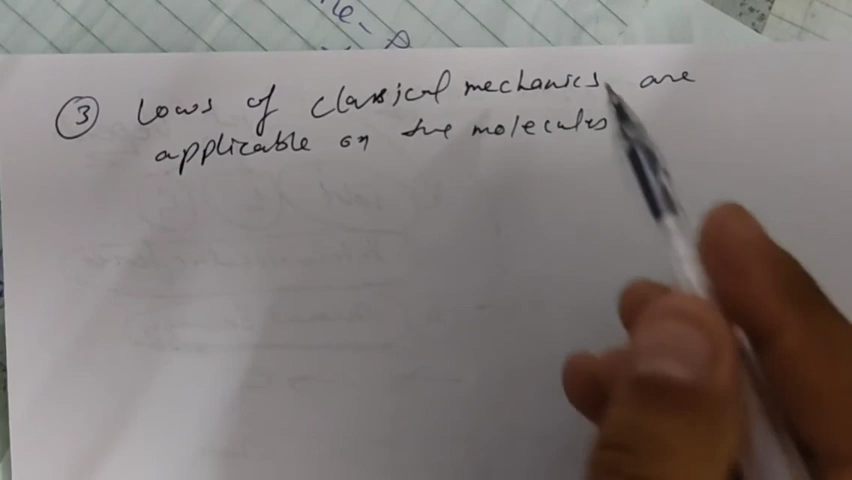 ③ Laws of classical mechanics are
applicable on the molecules